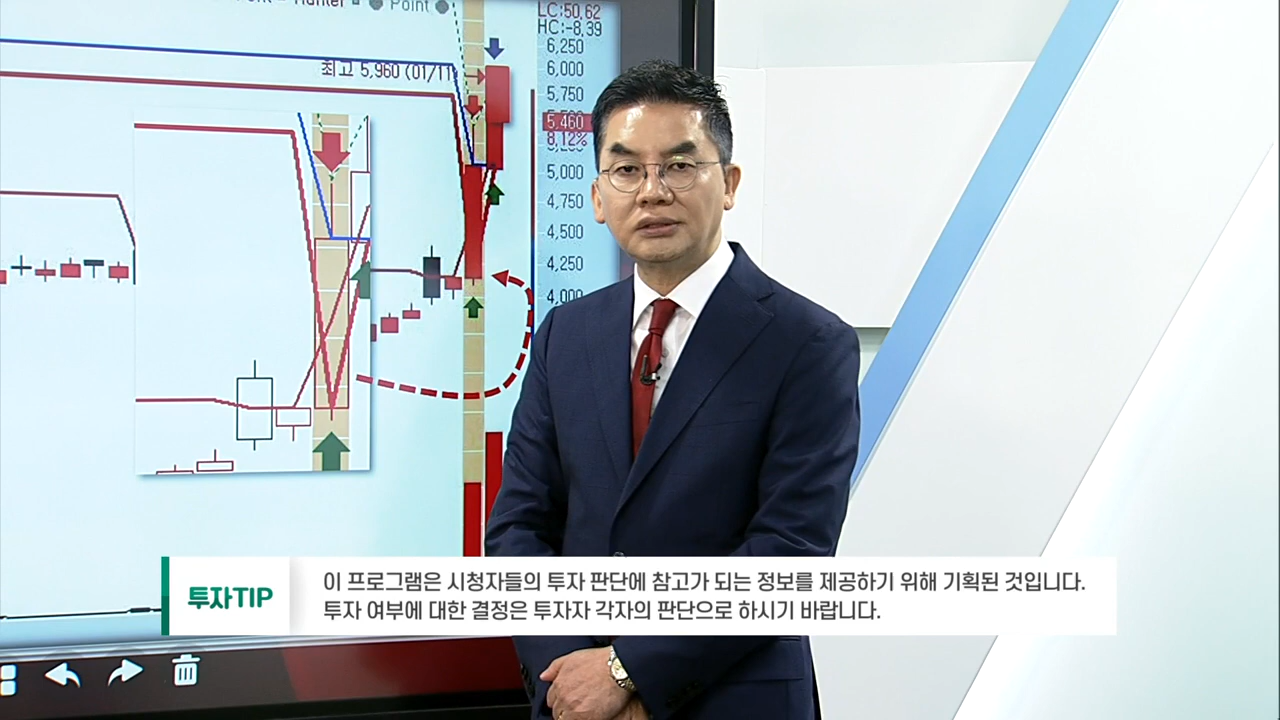 Hunter
Point
LC:50,62
HC:-8,39
6,250
최고 5,960 (01/11
6,000
5,750
5,460
8,12%
5,000
4,750
4,500
4,250
4,000
투자TIP
이 프로그램은 시청자들의 투자 판단에 참고가 되는 정보를 제공하기 위해 기획된 것입니다.
투자 여부에 대한 결정은 투자자 각자의 판단으로 하시기 바랍니다.